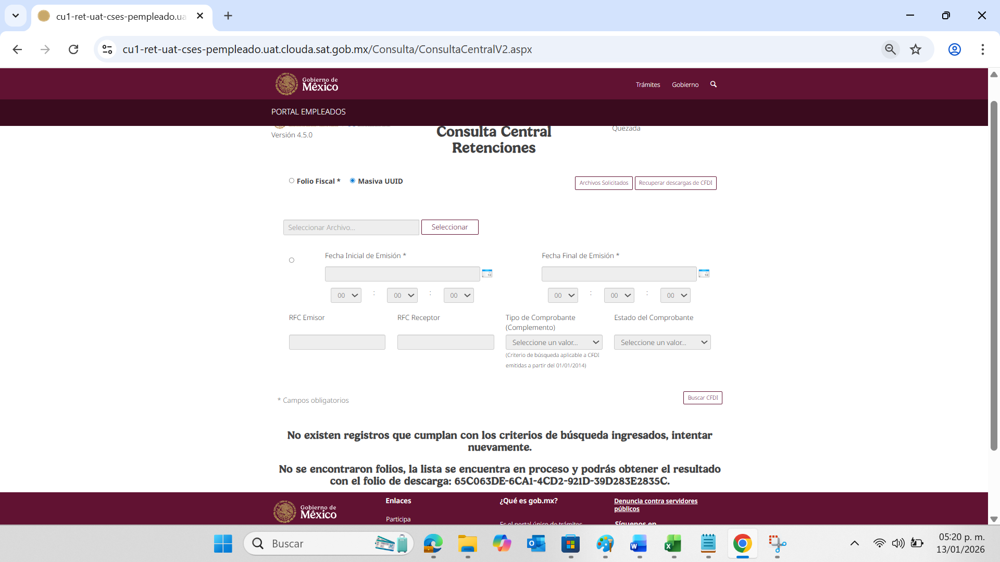 cu1-ret-uat-cses-pempleado.ua
cu1-ret-uat-cses-pempleado.uat.clouda.sat.gob.mx/Consulta/ConsultaCentralV2.aspx
Gobierno de
México
Trámites
Gobierno
PORTAL EMPLEADOS
Quezada
Versión 4.5.0
Consulta Central
Retenciones
Folio Fiscal *
Masiva UUID
Archivos Solicitados
Recuperar descargas de CFDI
Seleccionar Archivo...
Seleccionar
Fecha Inicial de Emisión *
Fecha Final de Emisión *
00 : 00 : 00
00 : 00 : 00
RFC Emisor
RFC Receptor
Tipo de Comprobante
(Complemento)
Estado del Comprobante
Seleccione un valor...
Seleccione un valor...
(Criterio de búsqueda aplicable a CFDI
emitidas a partir del 01/01/2014)
* Campos obligatorios
Buscar CFDI
No existen registros que cumplan con los criterios de búsqueda ingresados, intentar
nuevamente.
No se encontraron folios, la lista se encuentra en proceso y podrás obtener el resultado
con el folio de descarga: 65C063DE-6CA1-4CD2-921D-39D283E2835C.
Gobierno de
México
Enlaces
Participa
¿Qué es gob.mx?
Es el portal único de trámites
Denuncia contra servidores
públicos
Síguenos en
Buscar
05:20 p. m.
13/01/2026